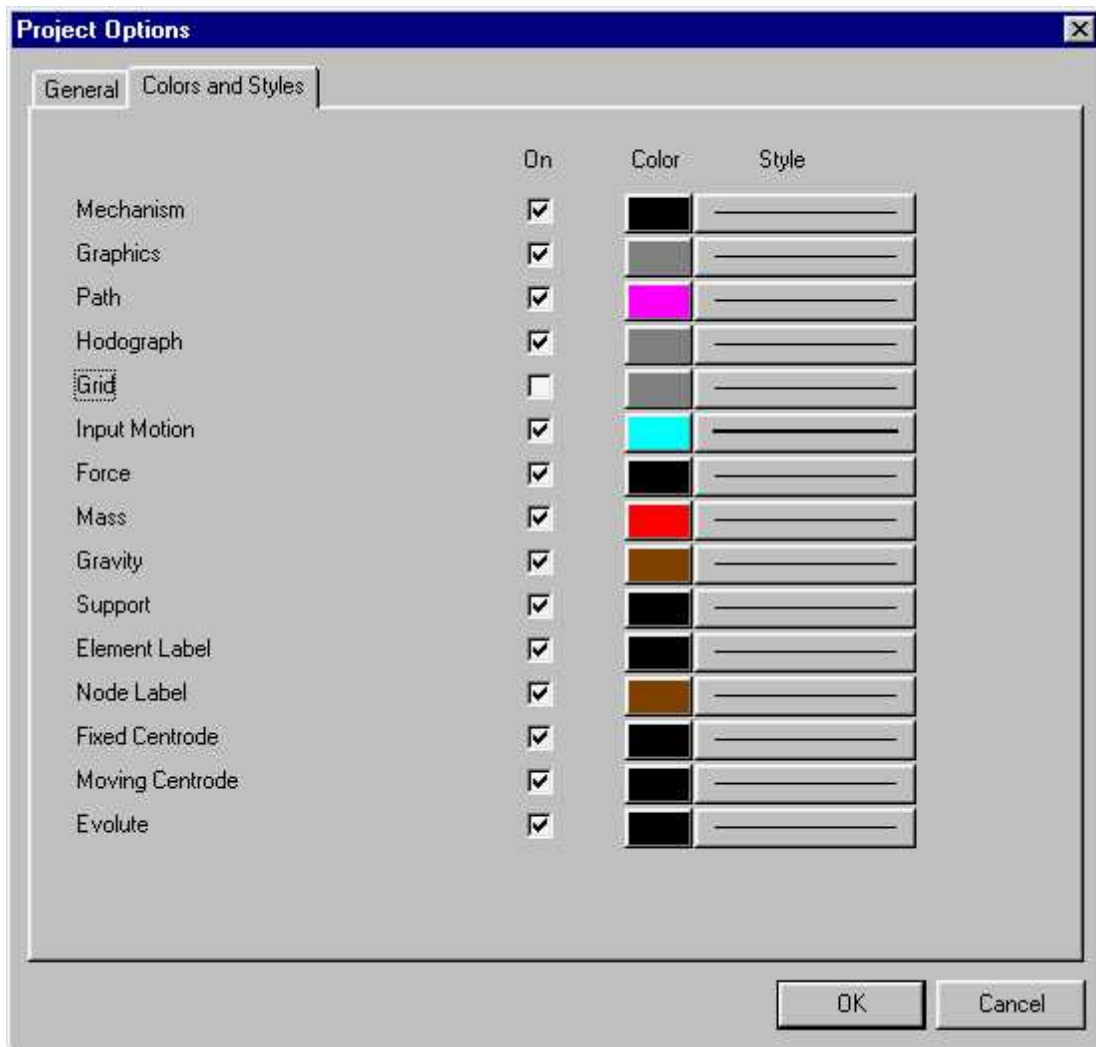 Project Options
General Colors and Styles
On Color Style
Mechanism
Graphics
Path
Hodograph
Grid
Input Motion
Force
Mass
Gravity
Support
Element Label
Node Label
Fixed Centrode
Moving Centrode
Evolute
OK Cancel